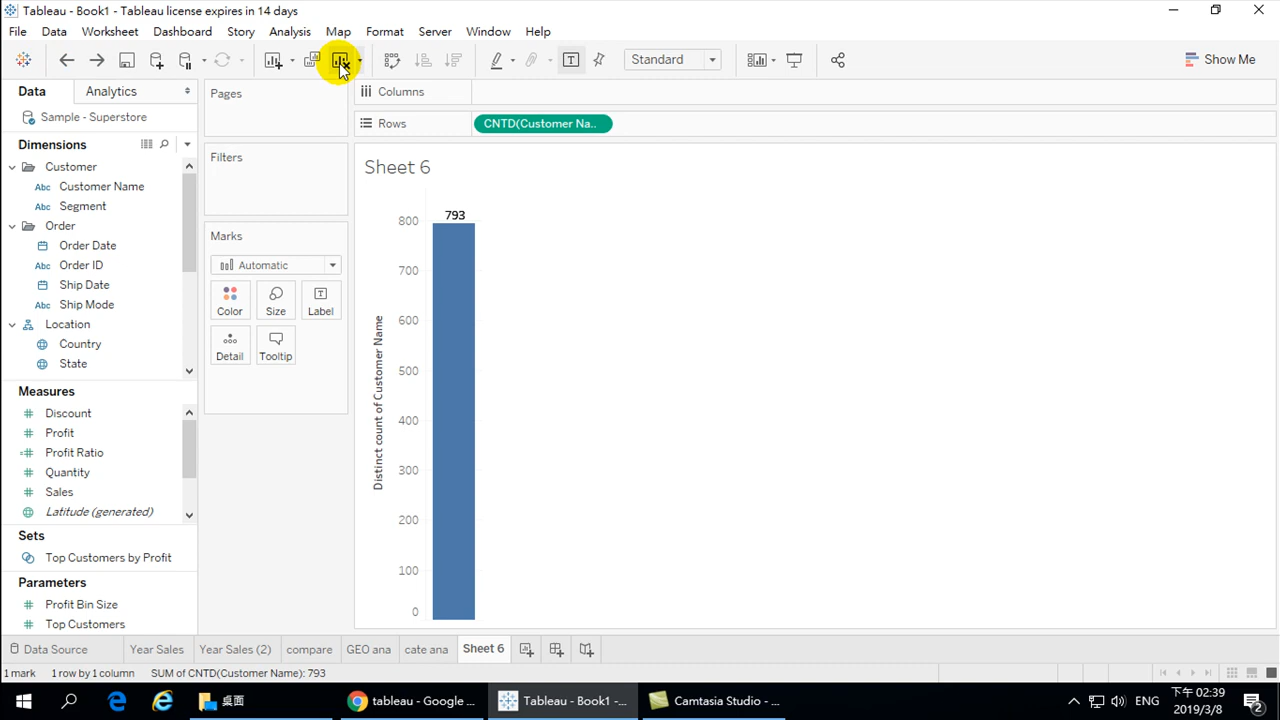 Tableau - Book1 - Tableau license expires in 14 days
File Data Worksheet Dashboard Story Analysis Map Format Server Window Help
Standard
Show Me
Data Analytics
Pages
Columns
Sample - Superstore
Rows
CNTD(Customer Na..
Dimensions
Filters
Sheet 6
Customer
Abc Customer Name
Abc Segment
Order
Order Date
Abc Order ID
Ship Date
Abc Ship Mode
Location
Country
State
Marks
Automatic
Color Size Label
Detail Tooltip
793
800
700
600
500
400
300
200
100
0
Distinct count of Customer Name
Measures
Discount
Profit
Profit Ratio
Quantity
Sales
Latitude (generated)
Sets
Top Customers by Profit
Parameters
Profit Bin Size
Top Customers
Data Source Year Sales Year Sales (2) compare GEO ana cate ana Sheet 6
1 mark 1 row by 1 column SUM of CNTD(Customer Name): 793
桌面 tableau - Google ... Tableau - Book1 -... Camtasia Studio - ...
ENG
下午 02:39
2019/3/8
2